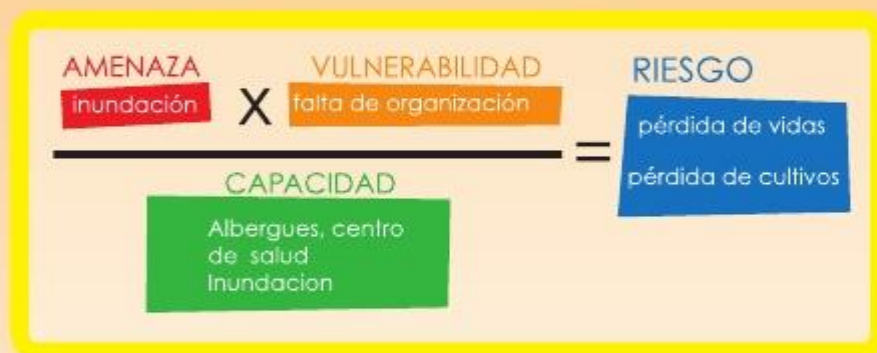 AMENAZA
inundación
X
VULNERABILIDAD
falta de organización
CAPACIDAD
Albergues, centro
de salud
Inundacion
=
RIESGO
pérdida de vidas
pérdida de cultivos